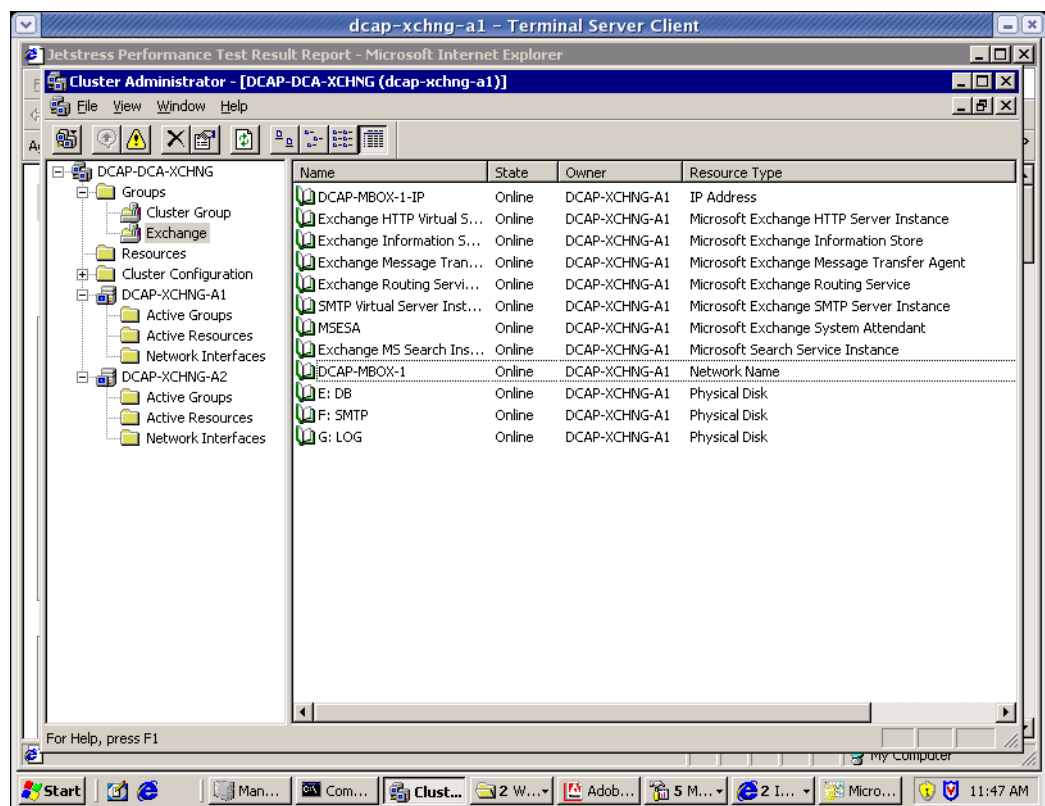 dcap-xchng-a1 - Terminal Server Client
Jetstress Performance Test Result Report - Microsoft Internet Explorer
Cluster Administrator - [DCAP-DCA-XCHNG (dcap-xchng-a1)]
File View Window Help
DCAP-DCA-XCHNG
Groups
Cluster Group
Exchange
Resources
Cluster Configuration
DCAP-XCHNG-A1
Active Groups
Active Resources
Network Interfaces
DCAP-XCHNG-A2
Active Groups
Active Resources
Network Interfaces
Name State Owner Resource Type
DCAP-MBOX-1-IP Online DCAP-XCHNG-A1 IP Address
Exchange HTTP Virtual S... Online DCAP-XCHNG-A1 Microsoft Exchange HTTP Server Instance
Exchange Information S... Online DCAP-XCHNG-A1 Microsoft Exchange Information Store
Exchange Message Tran... Online DCAP-XCHNG-A1 Microsoft Exchange Message Transfer Agent
Exchange Routing Servi... Online DCAP-XCHNG-A1 Microsoft Exchange Routing Service
SMTP Virtual Server Inst... Online DCAP-XCHNG-A1 Microsoft Exchange SMTP Server Instance
MSESA Online DCAP-XCHNG-A1 Microsoft Exchange System Attendant
Exchange MS Search Ins... Online DCAP-XCHNG-A1 Microsoft Search Service Instance
DCAP-MBOX-1 Online DCAP-XCHNG-A1 Network Name
E: DB Online DCAP-XCHNG-A1 Physical Disk
F: SMTP Online DCAP-XCHNG-A1 Physical Disk
G: LOG Online DCAP-XCHNG-A1 Physical Disk
For Help, press F1
My Computer
Start Man... Com... Clust... 2 W... Adob... 5 M... 2 I... Micro... 11:47 AM